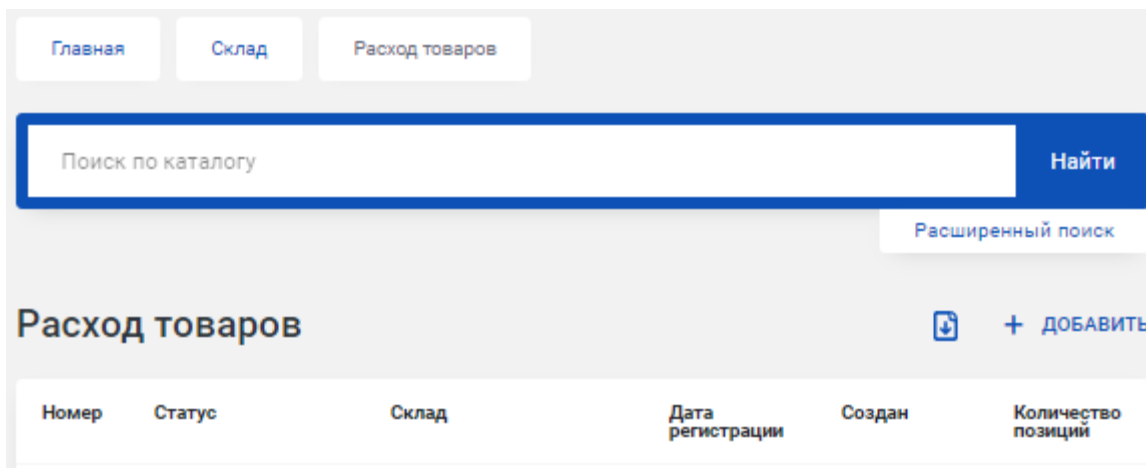 Главная Склад Расход товаров
Поиск по каталогу Найти
Расширенный поиск
Расход товаров + ДОБАВИТЬ
Номер Статус Склад Дата регистрации Создан Количество позиций